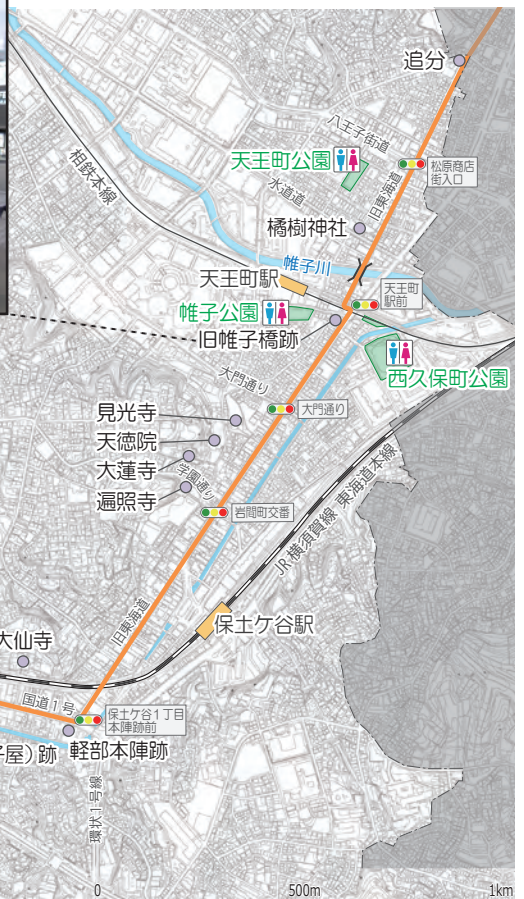 追分
八王子街道
天王町公園
松原商店
街入口
相鉄本線
水道道
旧東海道
橘樹神社
帷子川
天王町駅
天王町
駅前
帷子公園
旧帷子橋跡
西久保町公園
大門通り
大門通り
見光寺
天徳院
大蓮寺
学園通り
遍照寺
岩間町交番
JR横須賀線 東海道本線
旧東海道
保土ケ谷駅
大仙寺
国道1号
保土ケ谷1丁目
本陣跡前
子屋)跡
軽部本陣跡
環状1号線
0
500m
1km